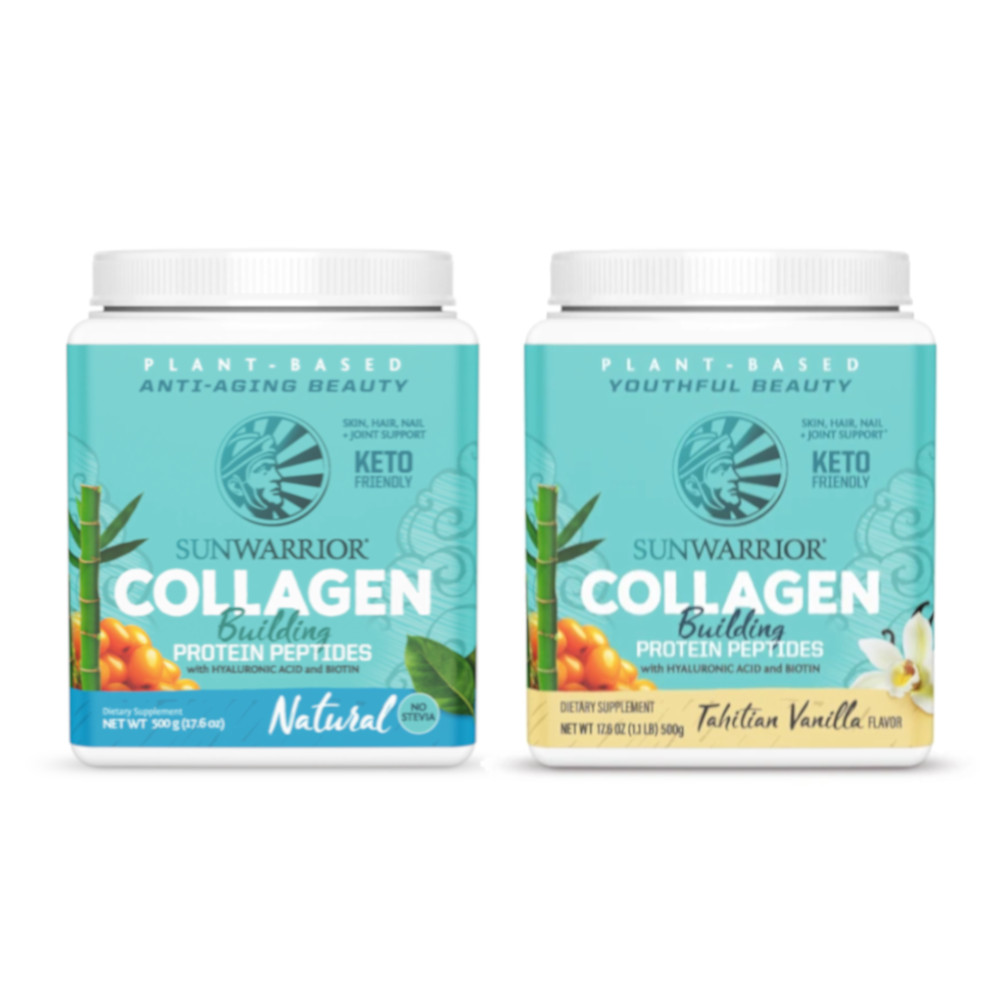 PLANT-BASED
ANTI-AGING BEAUTY
SKIN, HAIR, NAIL
+ JOINT SUPPORT
KETO
FRIENDLY
SUNWARRIOR®
COLLAGEN
Building
PROTEIN PEPTIDES
with HYALURONIC ACID and BIOTIN
Dietary Supplement
NET WT 500 g (17.6 oz)
Natural
NO
STEVIA
PLANT-BASED
YOUTHFUL BEAUTY
SKIN, HAIR, NAIL
+ JOINT SUPPORT*
KETO
FRIENDLY
SUNWARRIOR®
COLLAGEN
Building
PROTEIN PEPTIDES
with HYALURONIC ACID and BIOTIN
DIETARY SUPPLEMENT
NET WT 17.6 OZ (1.1 LB) 500g
Tahitian Vanilla FLAVOR